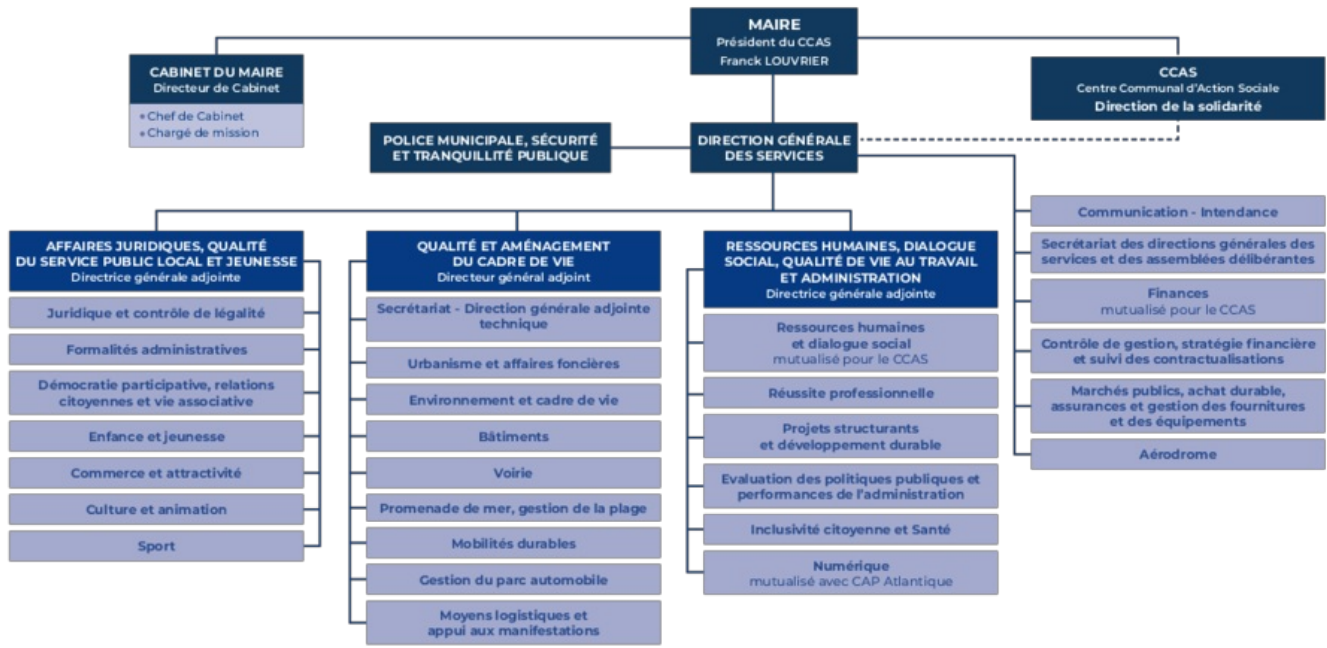 MAIRE
Président du CCAS
Franck LOUVRIER
CABINET DU MAIRE
Directeur de Cabinet
• Chef de Cabinet
• Chargé de mission
CCAS
Centre Communal d'Action Sociale
Direction de la solidarité
POLICE MUNICIPALE, SÉCURITÉ
ET TRANQUILLITÉ PUBLIQUE
DIRECTION GÉNÉRALE
DES SERVICES
AFFAIRES JURIDIQUES, QUALITÉ
DU SERVICE PUBLIC LOCAL ET JEUNESSE
Directrice générale adjointe
Juridique et contrôle de légalité
Formalités administratives
Démocratie participative, relations
citoyennes et vie associative
Enfance et jeunesse
Commerce et attractivité
Culture et animation
Sport
QUALITÉ ET AMÉNAGEMENT
DU CADRE DE VIE
Directeur général adjoint
Secrétariat - Direction générale adjointe
technique
Urbanisme et affaires foncières
Environnement et cadre de vie
Bâtiments
Voirie
Promenade de mer, gestion de la plage
Mobilités durables
Gestion du parc automobile
Moyens logistiques et
appui aux manifestations
RESSOURCES HUMAINES, DIALOGUE
SOCIAL, QUALITÉ DE VIE AU TRAVAIL
ET ADMINISTRATION
Directrice générale adjointe
Ressources humaines
et dialogue social
mutualisé pour le CCAS
Réussite professionnelle
Projets structurants
et développement durable
Evaluation des politiques publiques et
performances de l'administration
Inclusivité citoyenne et Santé
Numérique
mutualisé avec CAP Atlantique
Communication - Intendance
Secrétariat des directions générales des
services et des assemblées délibérantes
Finances
mutualisé pour le CCAS
Contrôle de gestion, stratégie financière
et suivi des contractualisations
Marchés publics, achat durable,
assurances et gestion des fournitures
et des équipements
Aérodrome